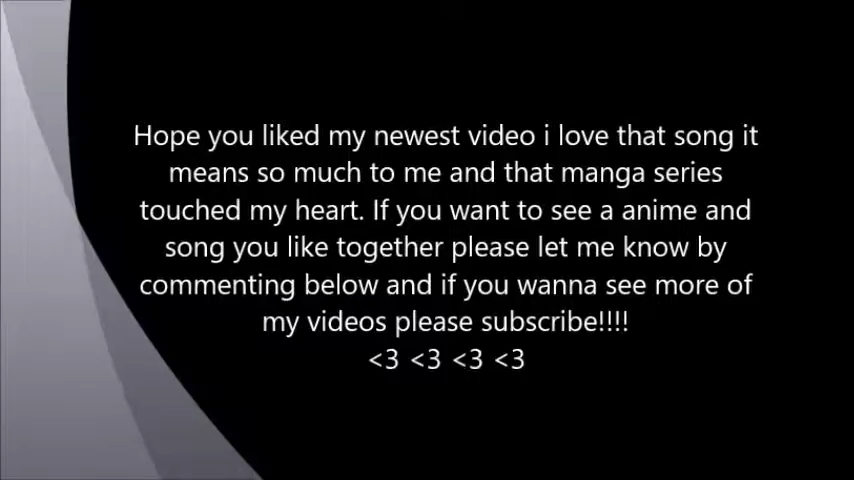 Hope you liked my newest video i love that song it
means so much to me and that manga series
touched my heart. If you want to see a anime and
song you like together please let me know by
commenting below and if you wanna see more of
my videos please subscribe!!!!
<3 <3 <3 <3